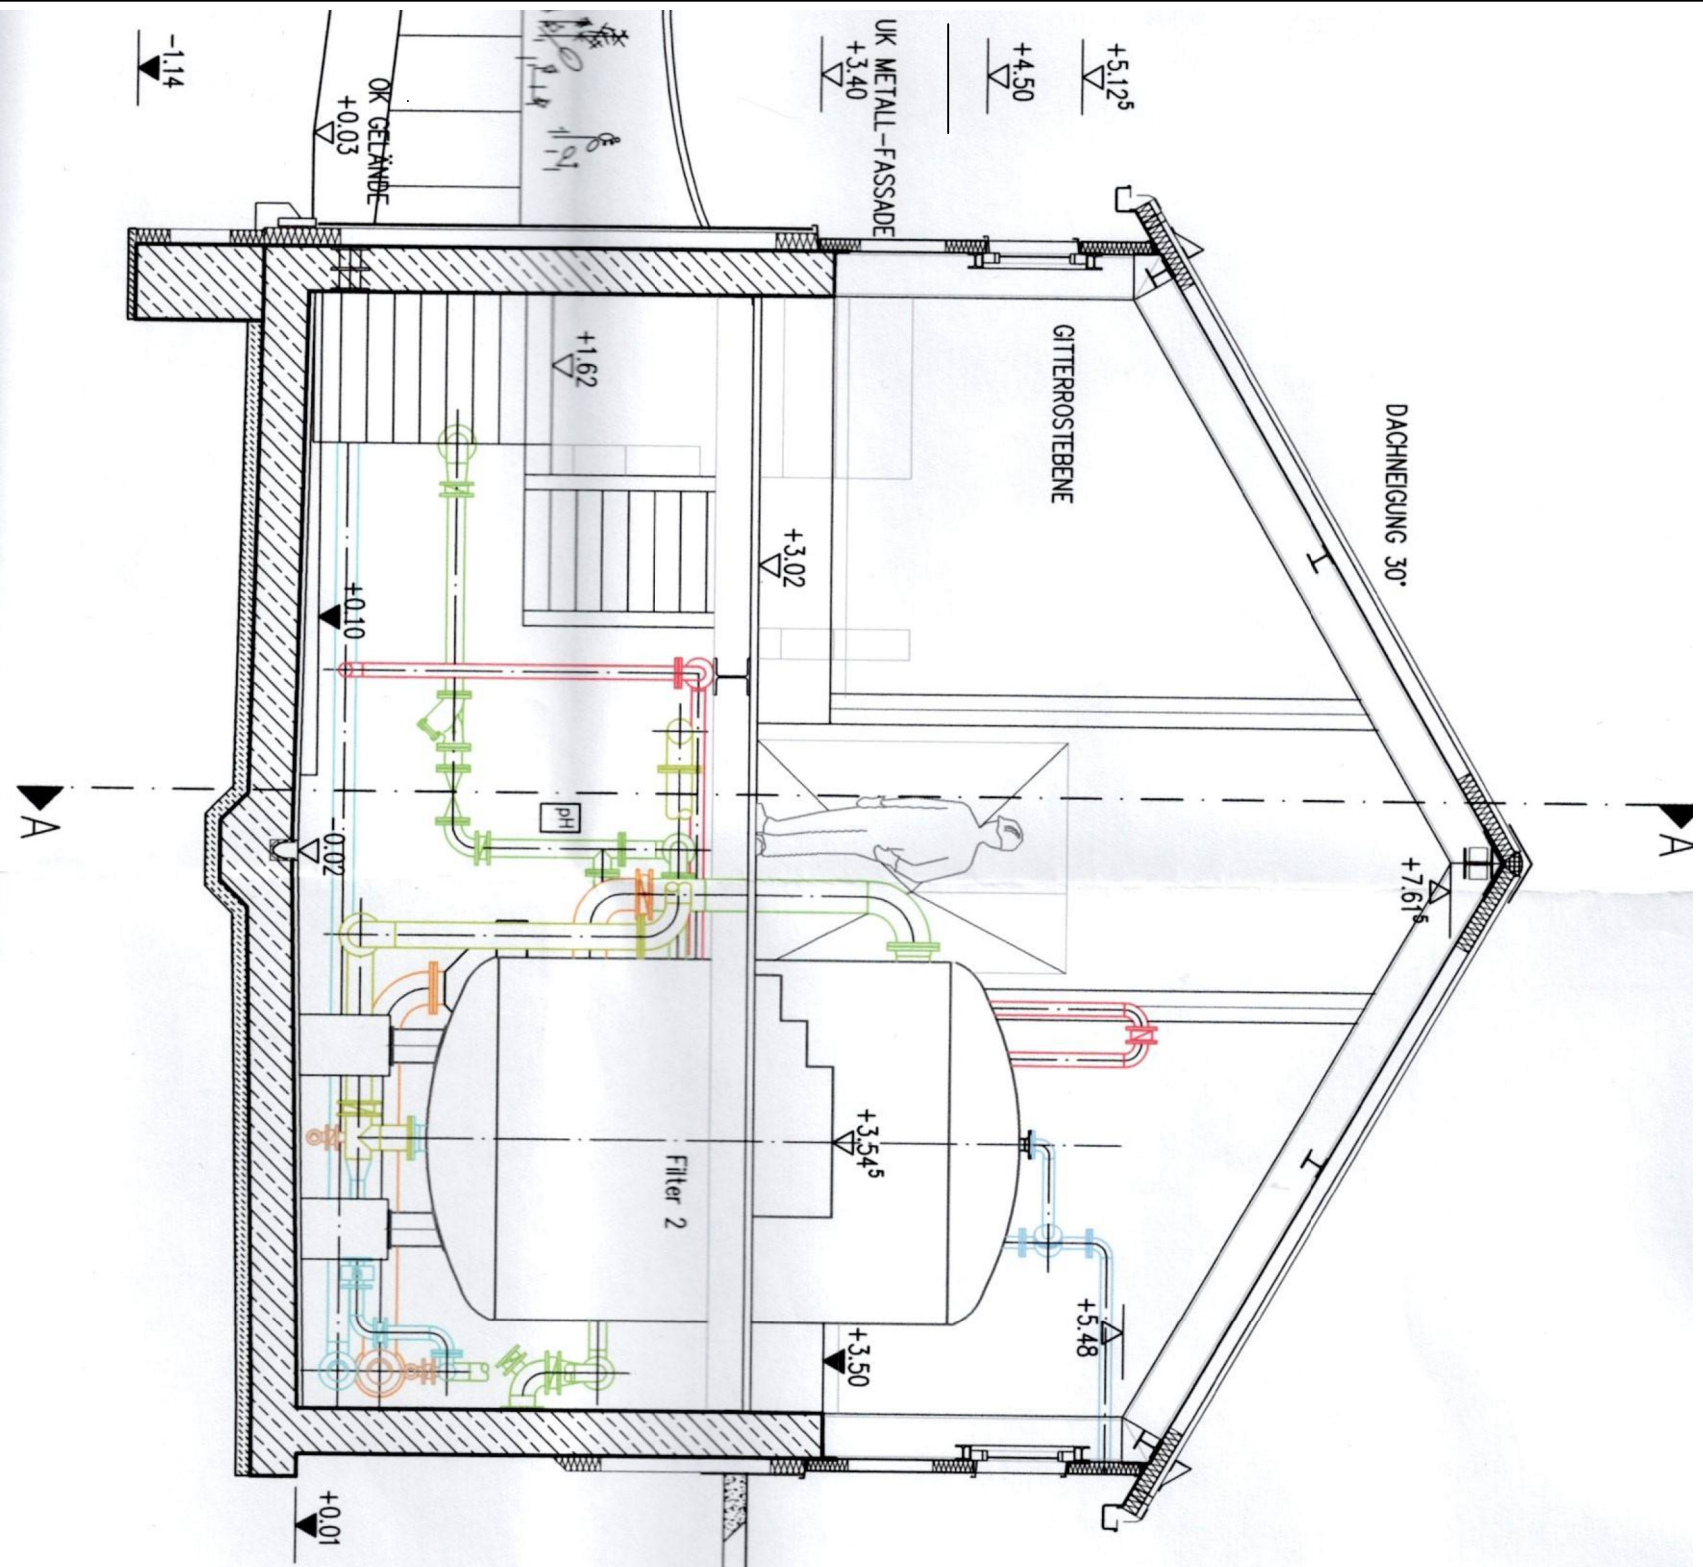 -1.14
OK GELÄNDE
+0.03
UK METALL-FASSADE
+3.40
+4.50
+5.12⁵
+1.62
GITTERROSTEBENE
DACHNEIGUNG 30°
+3.02
+0.10
pH
A
A
-0.02
+7.61⁵
+3.54⁵
Filter 2
+5.48
+3.50
+0.01